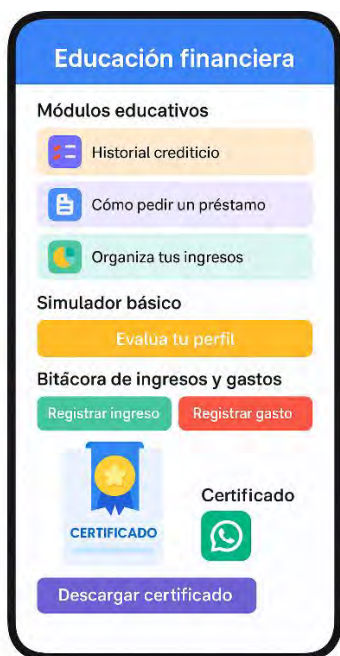 Educación financiera
Módulos educativos
Historial crediticio
Cómo pedir un préstamo
Organiza tus ingresos
Simulador básico
Evalua tu perfil
Bitácora de ingresos y gastos
Registrar ingreso
Registrar gasto
Certificado
CERTIFICADO
Descargar certificado